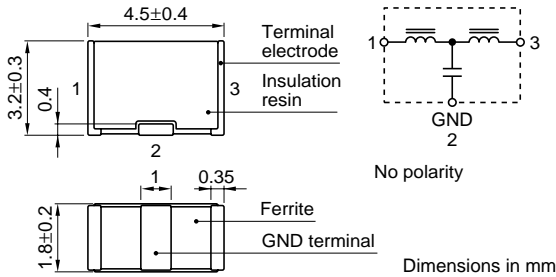 4.5±0.4
Terminal
electrode
Insulation
resin
3.2±0.3
0.4
1
3
2
1
3
GND
2
No polarity
1
0.35
1.8±0.2
Ferrite
GND terminal
Dimensions in mm